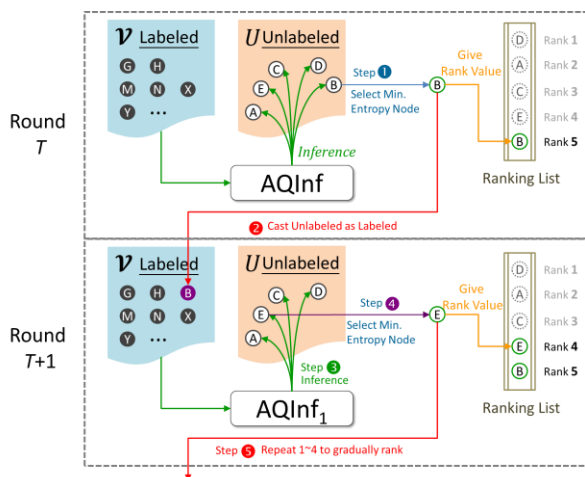 Round
T
𝒱 Labeled
G H
M N X
Y ...
U Unlabeled
C D
E B
A
Inference
AQInf
Step 1
Select Min.
Entropy Node
B
Give
Rank Value
D Rank 1
A Rank 2
C Rank 3
E Rank 4
B Rank 5
Ranking List
2 Cast Unlabeled as Labeled
Round
T+1
𝒱 Labeled
G H B
M N X
Y ...
U Unlabeled
C D
E
A
Step 3
Inference
AQInf1
Step 4
Select Min.
Entropy Node
E
Give
Rank Value
D Rank 1
A Rank 2
C Rank 3
E Rank 4
B Rank 5
Ranking List
Step 5 Repeat 1~4 to gradually rank